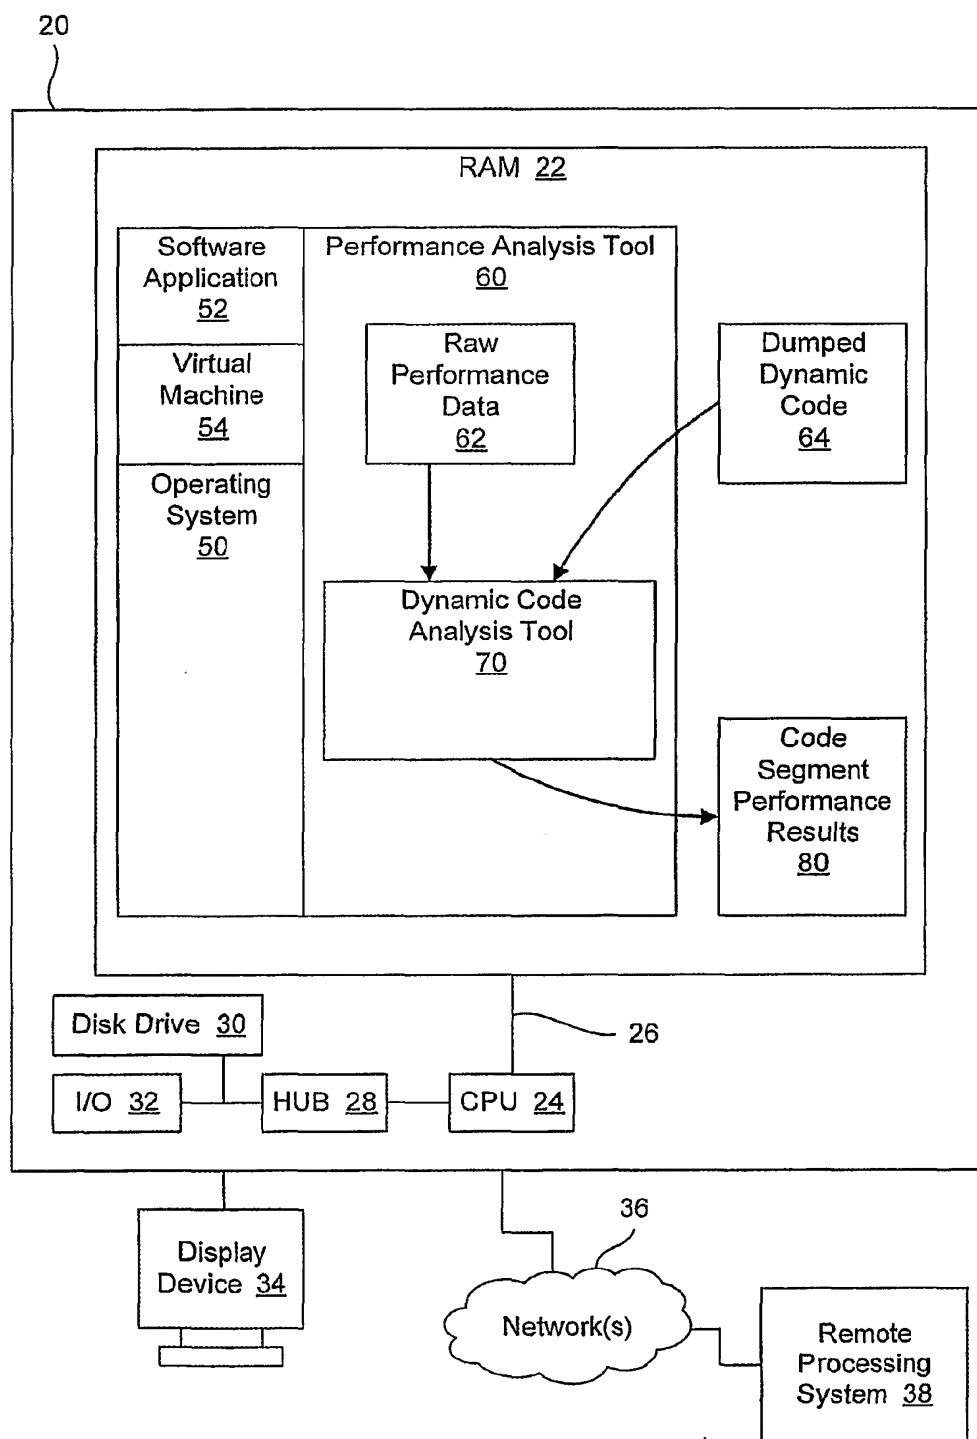 20
RAM 22
Software
Application
52
Performance Analysis Tool
60
Virtual
Machine
54
Raw
Performance
Data
62
Dumped
Dynamic
Code
64
Operating
System
50
Dynamic Code
Analysis Tool
70
Code
Segment
Performance
Results
80
Disk Drive 30
26
I/O 32
HUB 28
CPU 24
Display
Device 34
36
Network(s)
Remote
Processing
System 38